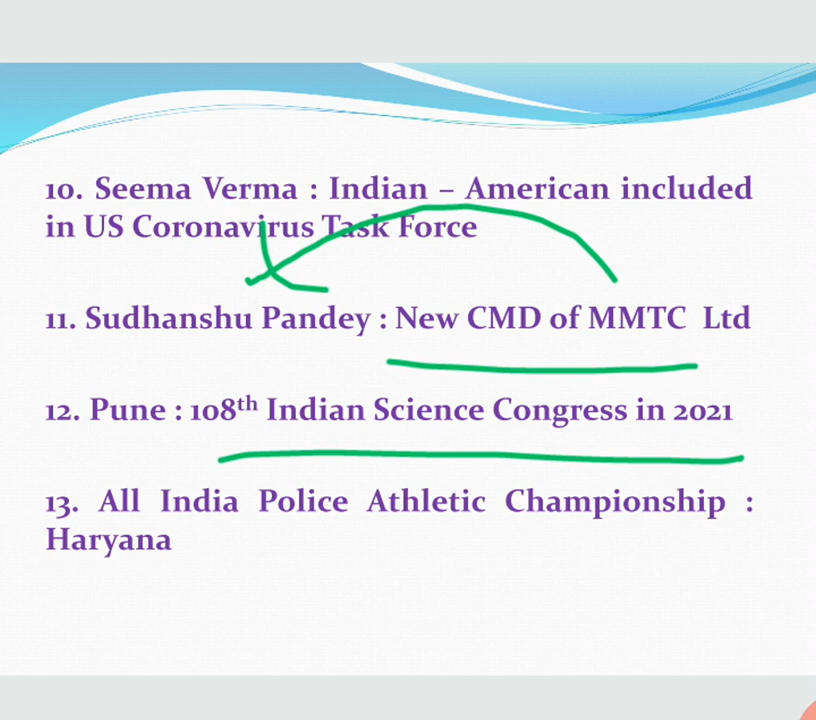 10. Seema Verma : Indian – American included
in US Coronavirus Task Force
11. Sudhanshu Pandey : New CMD of MMTC Ltd
12. Pune : 108th Indian Science Congress in 2021
13. All India Police Athletic Championship :
Haryana